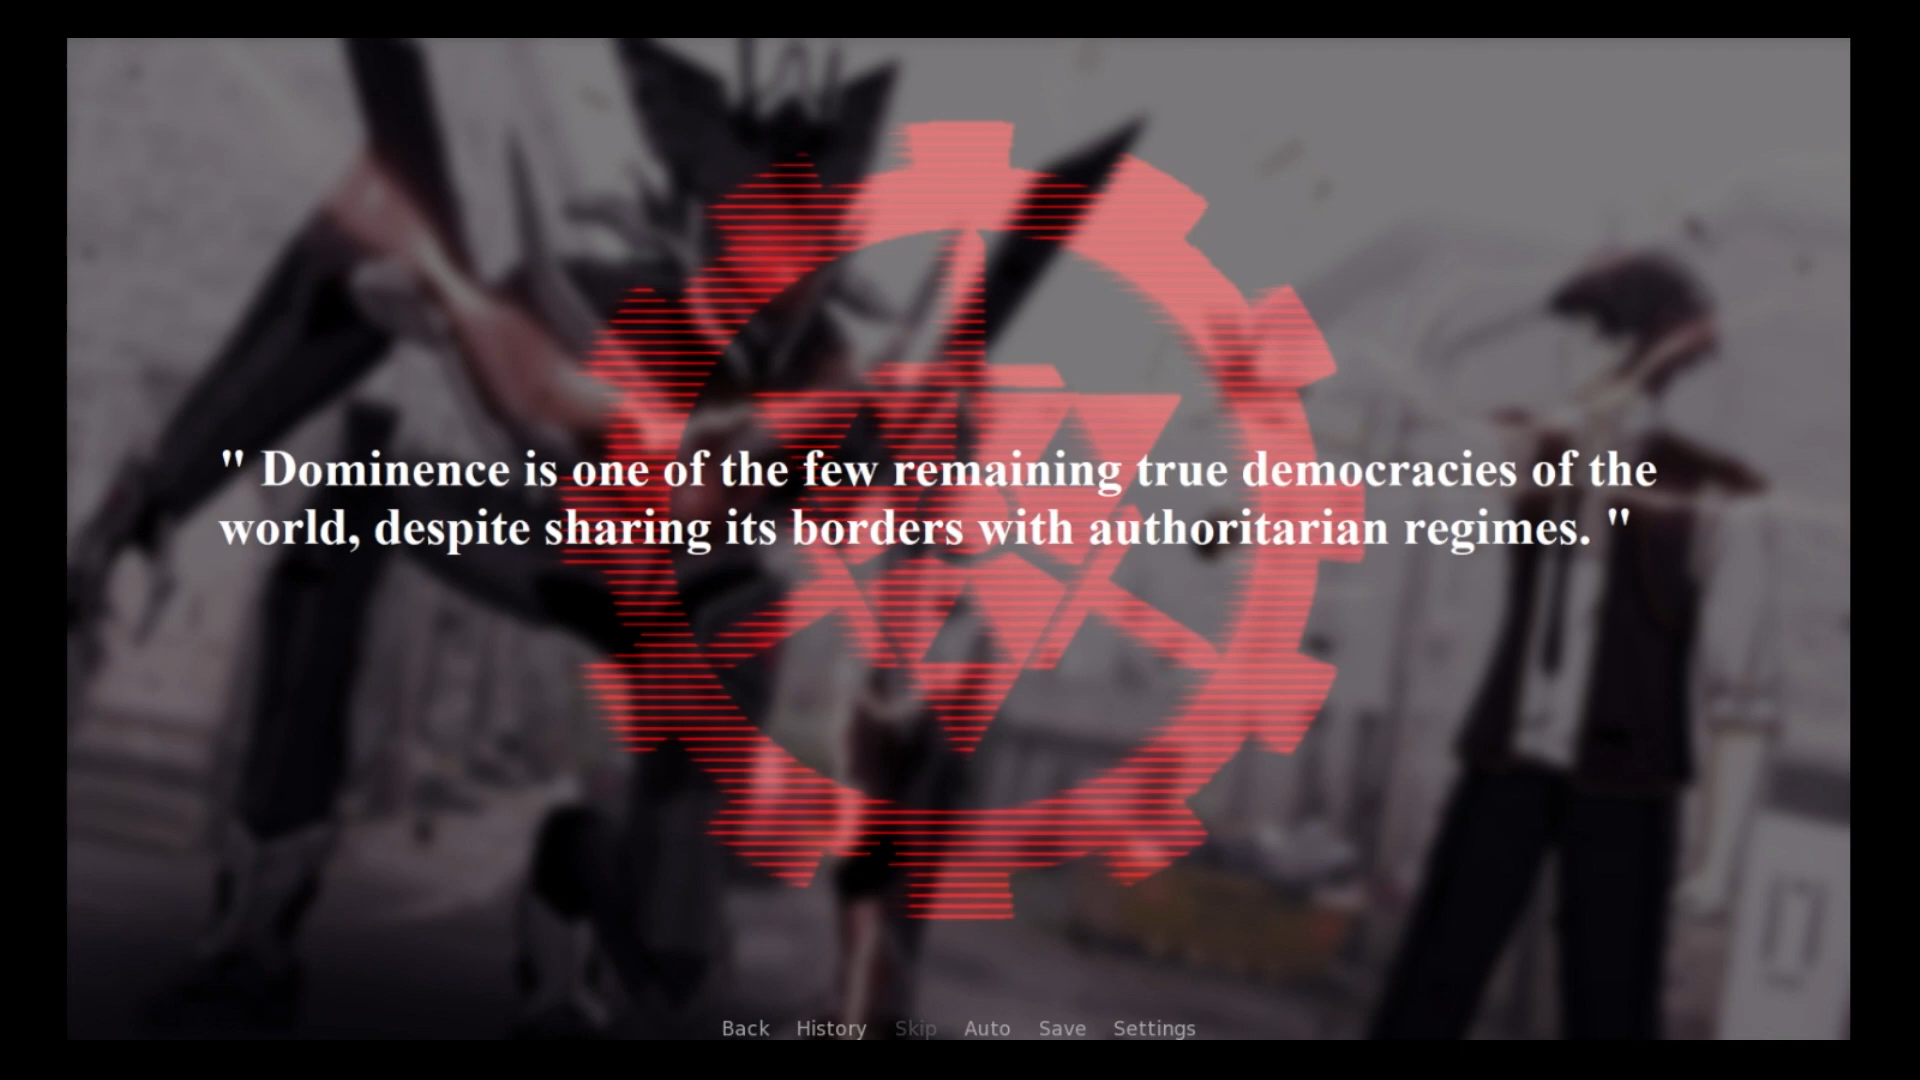 " Dominence is one of the few remaining true democracies of the
world, despite sharing its borders with authoritarian regimes. "
Back History Skip Auto Save Settings